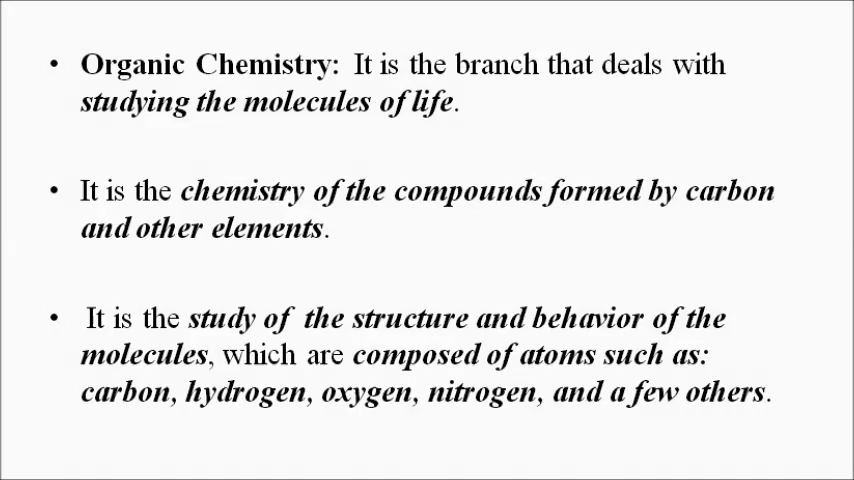 • Organic Chemistry: It is the branch that deals with
studying the molecules of life.
• It is the chemistry of the compounds formed by carbon
and other elements.
• It is the study of the structure and behavior of the
molecules, which are composed of atoms such as:
carbon, hydrogen, oxygen, nitrogen, and a few others.